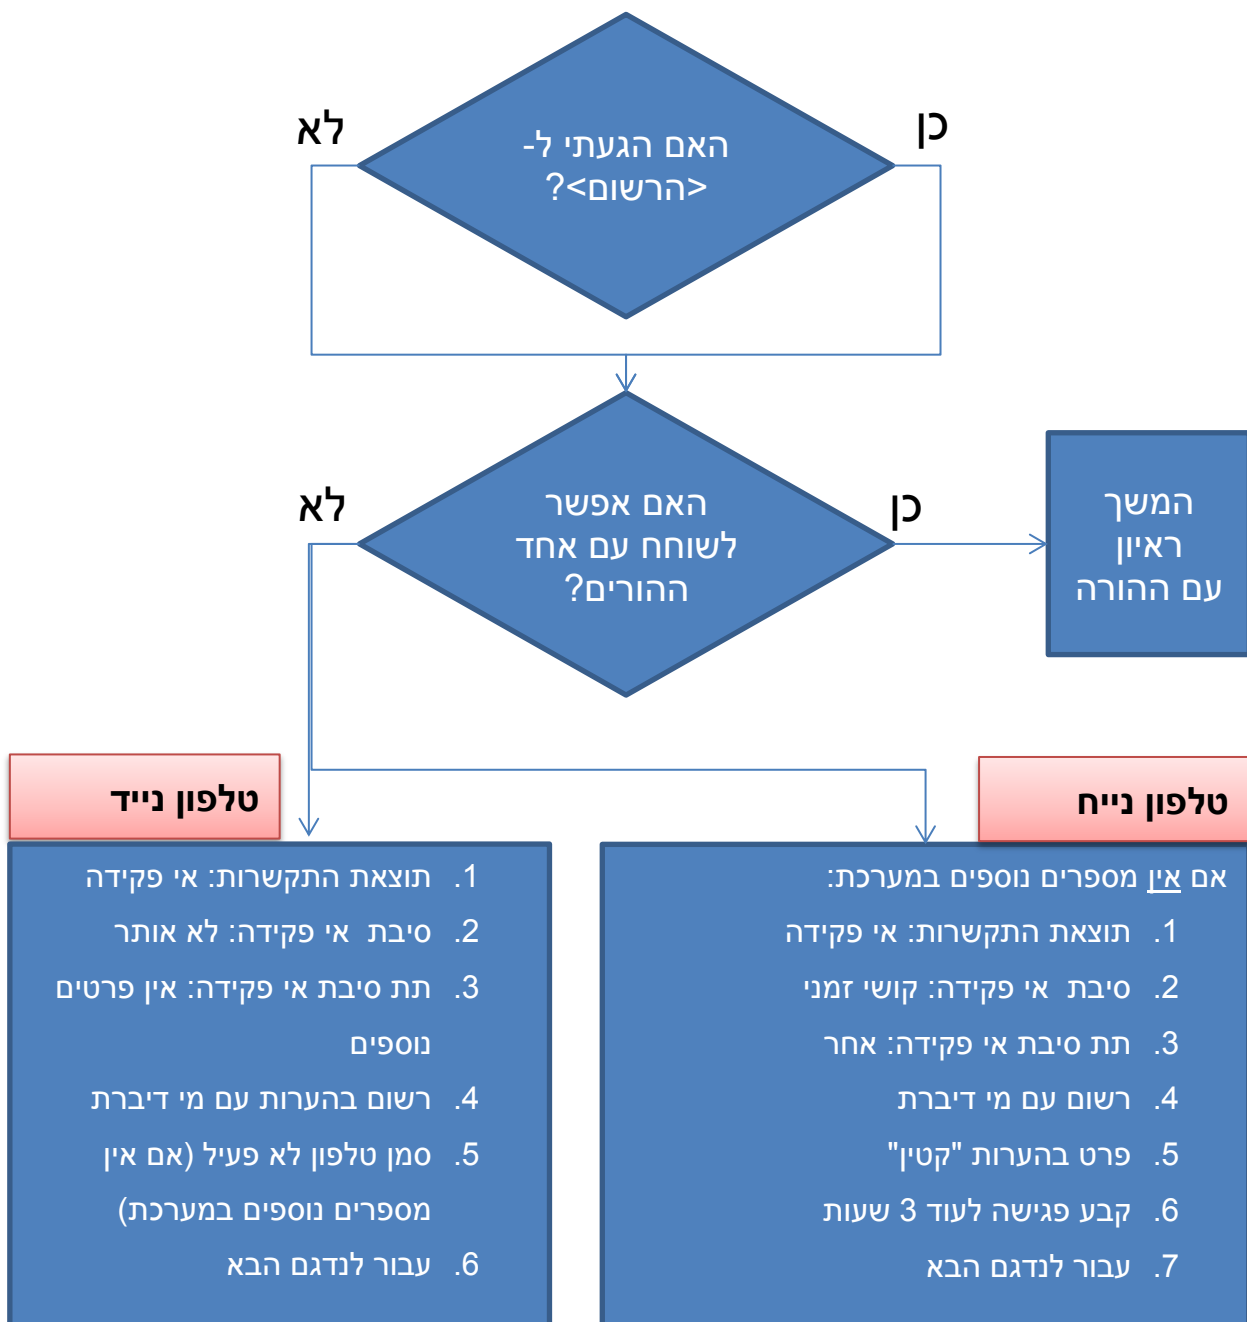 כן
לא
האם הגעתי ל-
<הרשום>?
כן
לא
האם אפשר
לשוחח עם אחד
ההורים?
המשך
ראיון
עם ההורה
טלפון נייח
אם אין מספרים נוספים במערכת:
1. תוצאת התקשרות: אי פקידה
2. סיבת אי פקידה: קושי זמני
3. תת סיבת אי פקידה: אחר
4. רשום עם מי דיברת
5. פרט בהערות "קטין"
6. קבע פגישה לעוד 3 שעות
7. עבור לנדגם הבא
טלפון נייד
1. תוצאת התקשרות: אי פקידה
2. סיבת אי פקידה: לא אותר
3. תת סיבת אי פקידה: אין פרטים
נוספים
4. רשום בהערות עם מי דיברת
5. סמן טלפון לא פעיל (אם אין
מספרים נוספים במערכת)
6. עבור לנדגם הבא